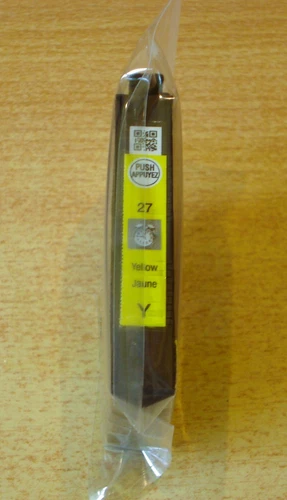 PUSH
APPUYEZ
27
Yellow
Jaune
Y